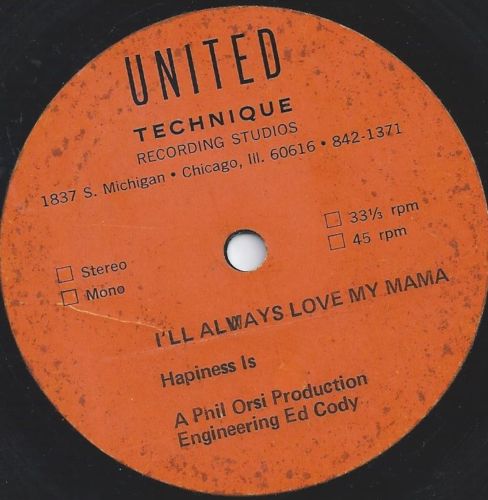 UNITED
TECHNIQUE
RECORDING STUDIOS
1837 S. Michigan • Chicago, Ill. 60616 • 842-1371
33⅓ rpm
45 rpm
Stereo
Mono
I'LL ALWAYS LOVE MY MAMA
Hapiness Is
A Phil Orsi Production
Engineering Ed Cody